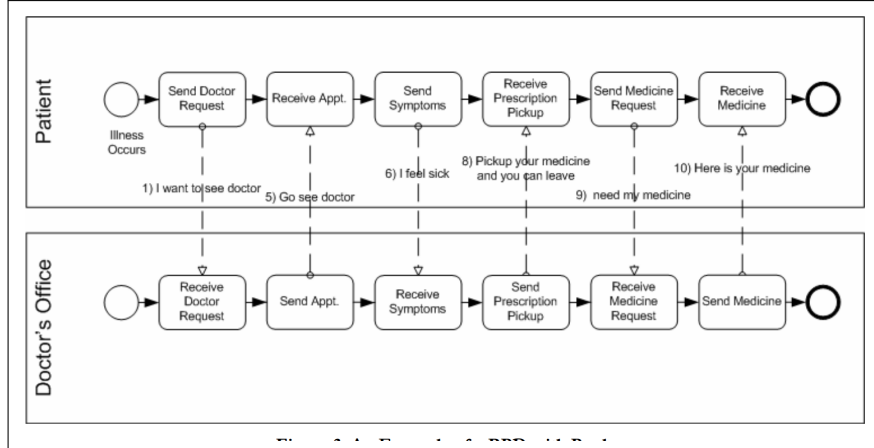 Patient
Send Doctor
Request
Receive Appt.
Send
Symptoms
Receive
Prescription
Pickup
Send Medicine
Request
Receive
Medicine
Illness
Occurs
1) I want to see doctor
5) Go see doctor
6) I feel sick
8) Pickup your medicine
and you can leave
9) need my medicine
10) Here is your medicine
Doctor's Office
Receive
Doctor
Request
Send Appt.
Receive
Symptoms
Send
Prescription
Pickup
Receive
Medicine
Request
Send Medicine